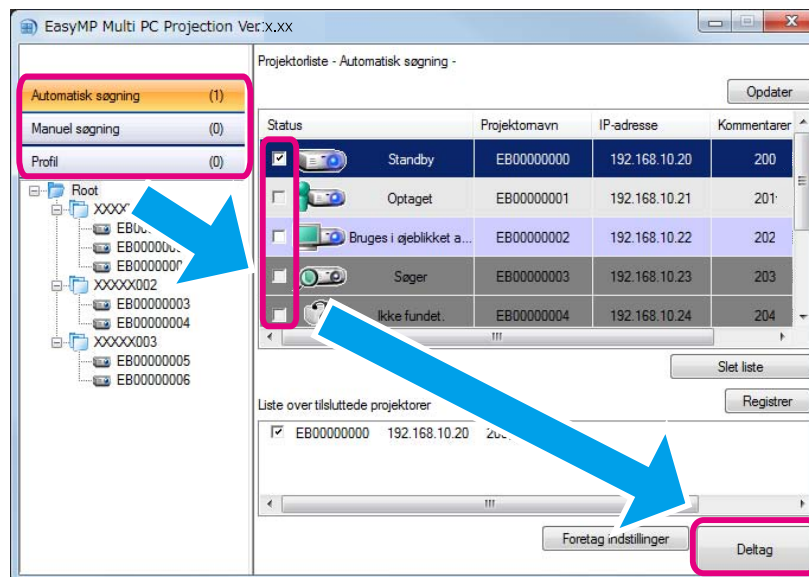 EasyMP Multi PC Projection Ver.x.xx
Projektorliste - Automatisk søgning -
Automatisk søgning (1)
Manuel søgning (0)
Profil (0)
Opdater
Status Projektornavn IP-adresse Kommentarer
Standby EB00000000 192.168.10.20 200
Optaget EB00000001 192.168.10.21 201
Bruges i øjeblikket a... EB00000002 192.168.10.22 202
Søger EB00000003 192.168.10.23 203
Ikke fundet. EB00000004 192.168.10.24 204
Root
XXXXX002
EB00000003
EB00000004
XXXXX003
EB00000005
EB00000006
Slet liste
Liste over tilsluttede projektorer
Registrer
EB00000000 192.168.10.20
Foretag indstillinger
Deltag